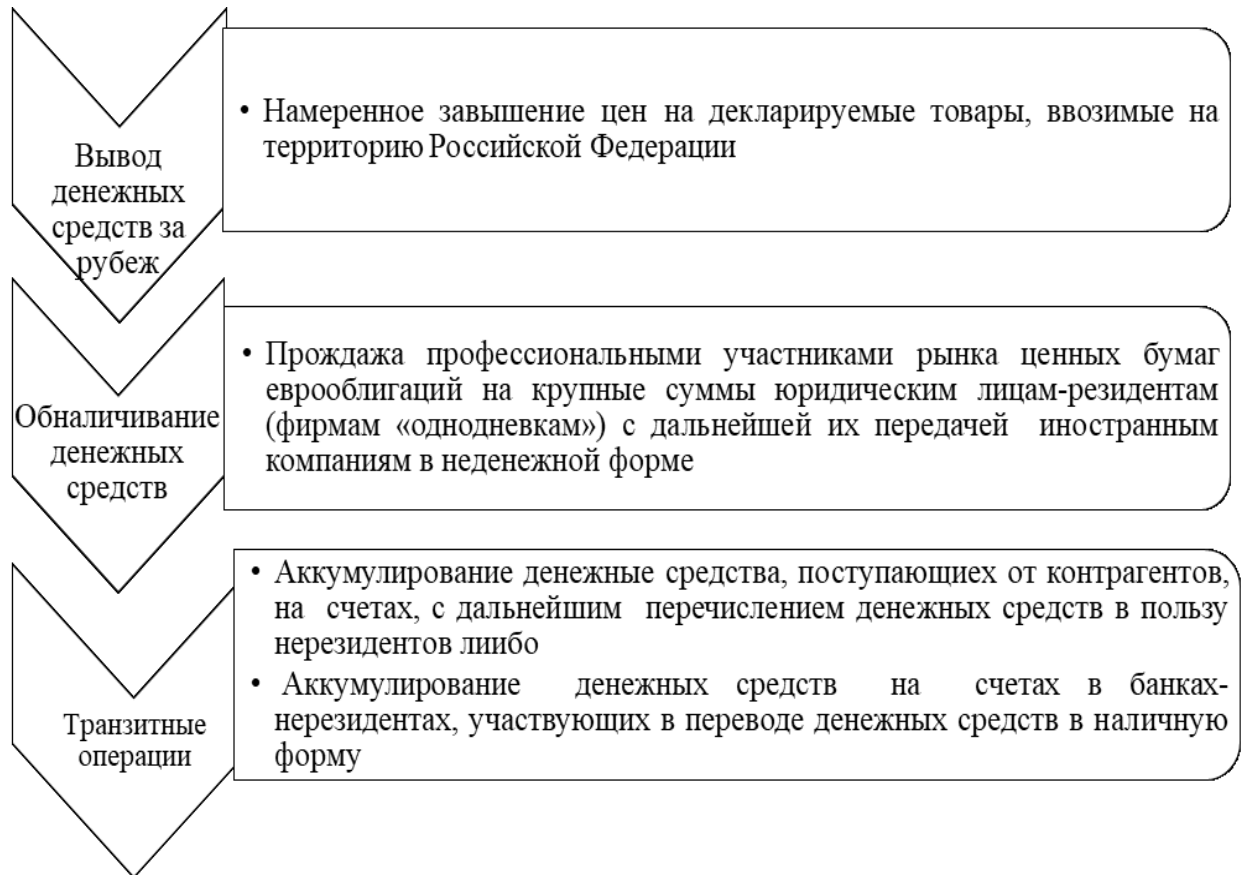 Вывод
денежных
средств за
рубеж
• Намеренное завышение цен на декларируемые товары, ввозимые на
территорию Российской Федерации
Обналичивание
денежных
средств
• Прождажа профессиональными участниками рынка ценных бумаг
еврооблигаций на крупные суммы юридическим лицам-резидентам
(фирмам «однодневкам») с дальнейшей их передачей иностранным
компаниям в неденежной форме
Транзитные
операции
• Аккумулирование денежные средства, поступающиех от контрагентов,
на счетах, с дальнейшим перечислением денежных средств в пользу
нерезидентов лиибо
• Аккумулирование денежных средств на счетах в банках-
нерезидентах, участвующих в переводе денежных средств в наличную
форму